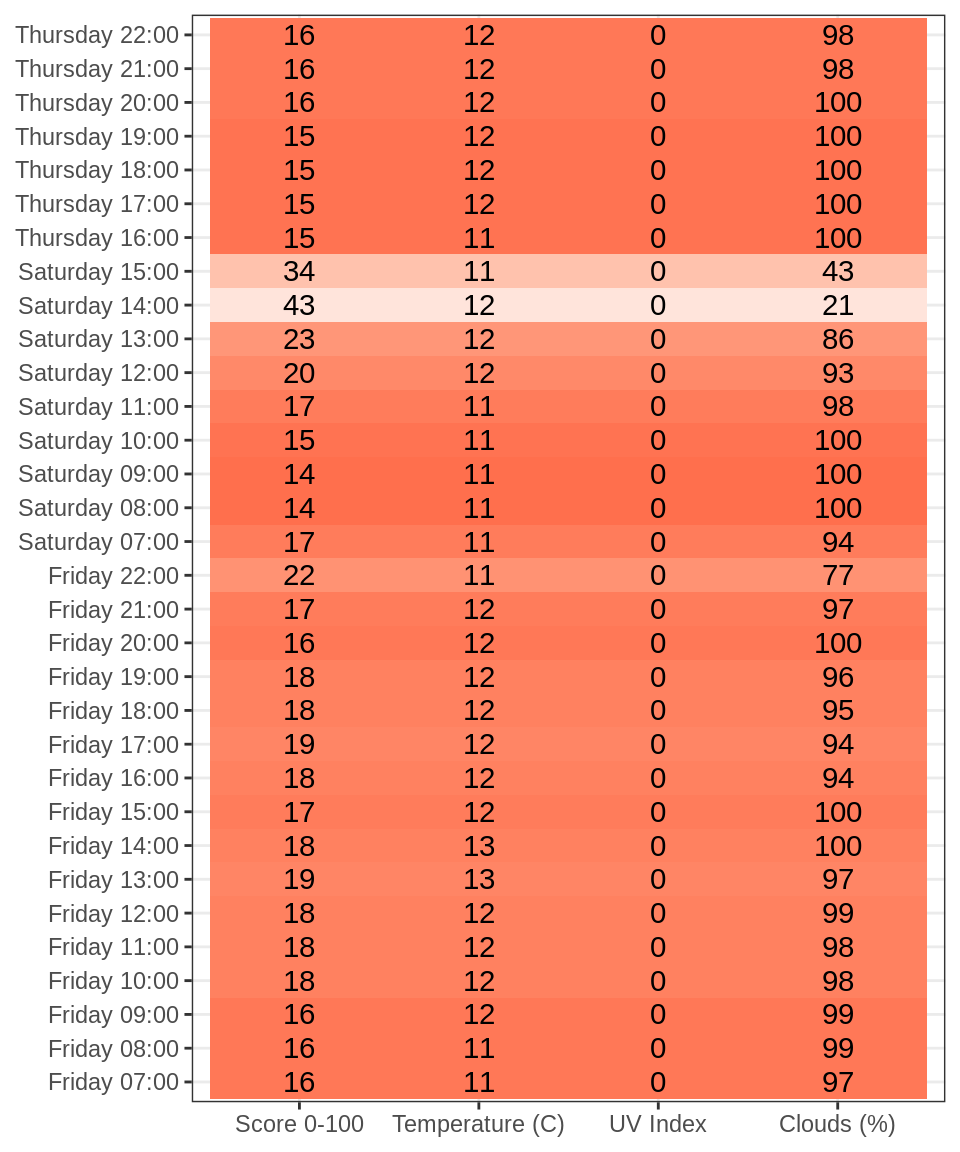 Thursday 22:00 16 12 0 98
Thursday 21:00 16 12 0 98
Thursday 20:00 16 12 0 100
Thursday 19:00 15 12 0 100
Thursday 18:00 15 12 0 100
Thursday 17:00 15 12 0 100
Thursday 16:00 15 11 0 100
Saturday 15:00 34 11 0 43
Saturday 14:00 43 12 0 21
Saturday 13:00 23 12 0 86
Saturday 12:00 20 12 0 93
Saturday 11:00 17 11 0 98
Saturday 10:00 15 11 0 100
Saturday 09:00 14 11 0 100
Saturday 08:00 14 11 0 100
Saturday 07:00 17 11 0 94
Friday 22:00 22 11 0 77
Friday 21:00 17 12 0 97
Friday 20:00 16 12 0 100
Friday 19:00 18 12 0 96
Friday 18:00 18 12 0 95
Friday 17:00 19 12 0 94
Friday 16:00 18 12 0 94
Friday 15:00 17 12 0 100
Friday 14:00 18 13 0 100
Friday 13:00 19 13 0 97
Friday 12:00 18 12 0 99
Friday 11:00 18 12 0 98
Friday 10:00 18 12 0 98
Friday 09:00 16 12 0 99
Friday 08:00 16 11 0 99
Friday 07:00 16 11 0 97
Score 0-100 Temperature (C) UV Index Clouds (%)